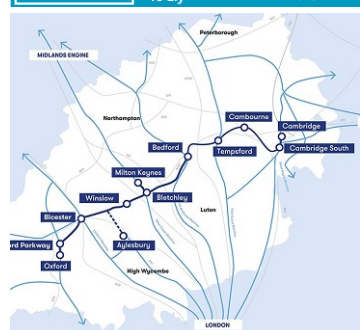 Peterborough
MIDLANDS ENGINE
Northampton
Cambourne
Cambridge
Bedford
Tempsford
Cambridge South
Milton Keynes
Winslow
Bletchley
Luton
Bicester
Aylesbury
rd Parkway
Oxford
High Wycombe
LONDON